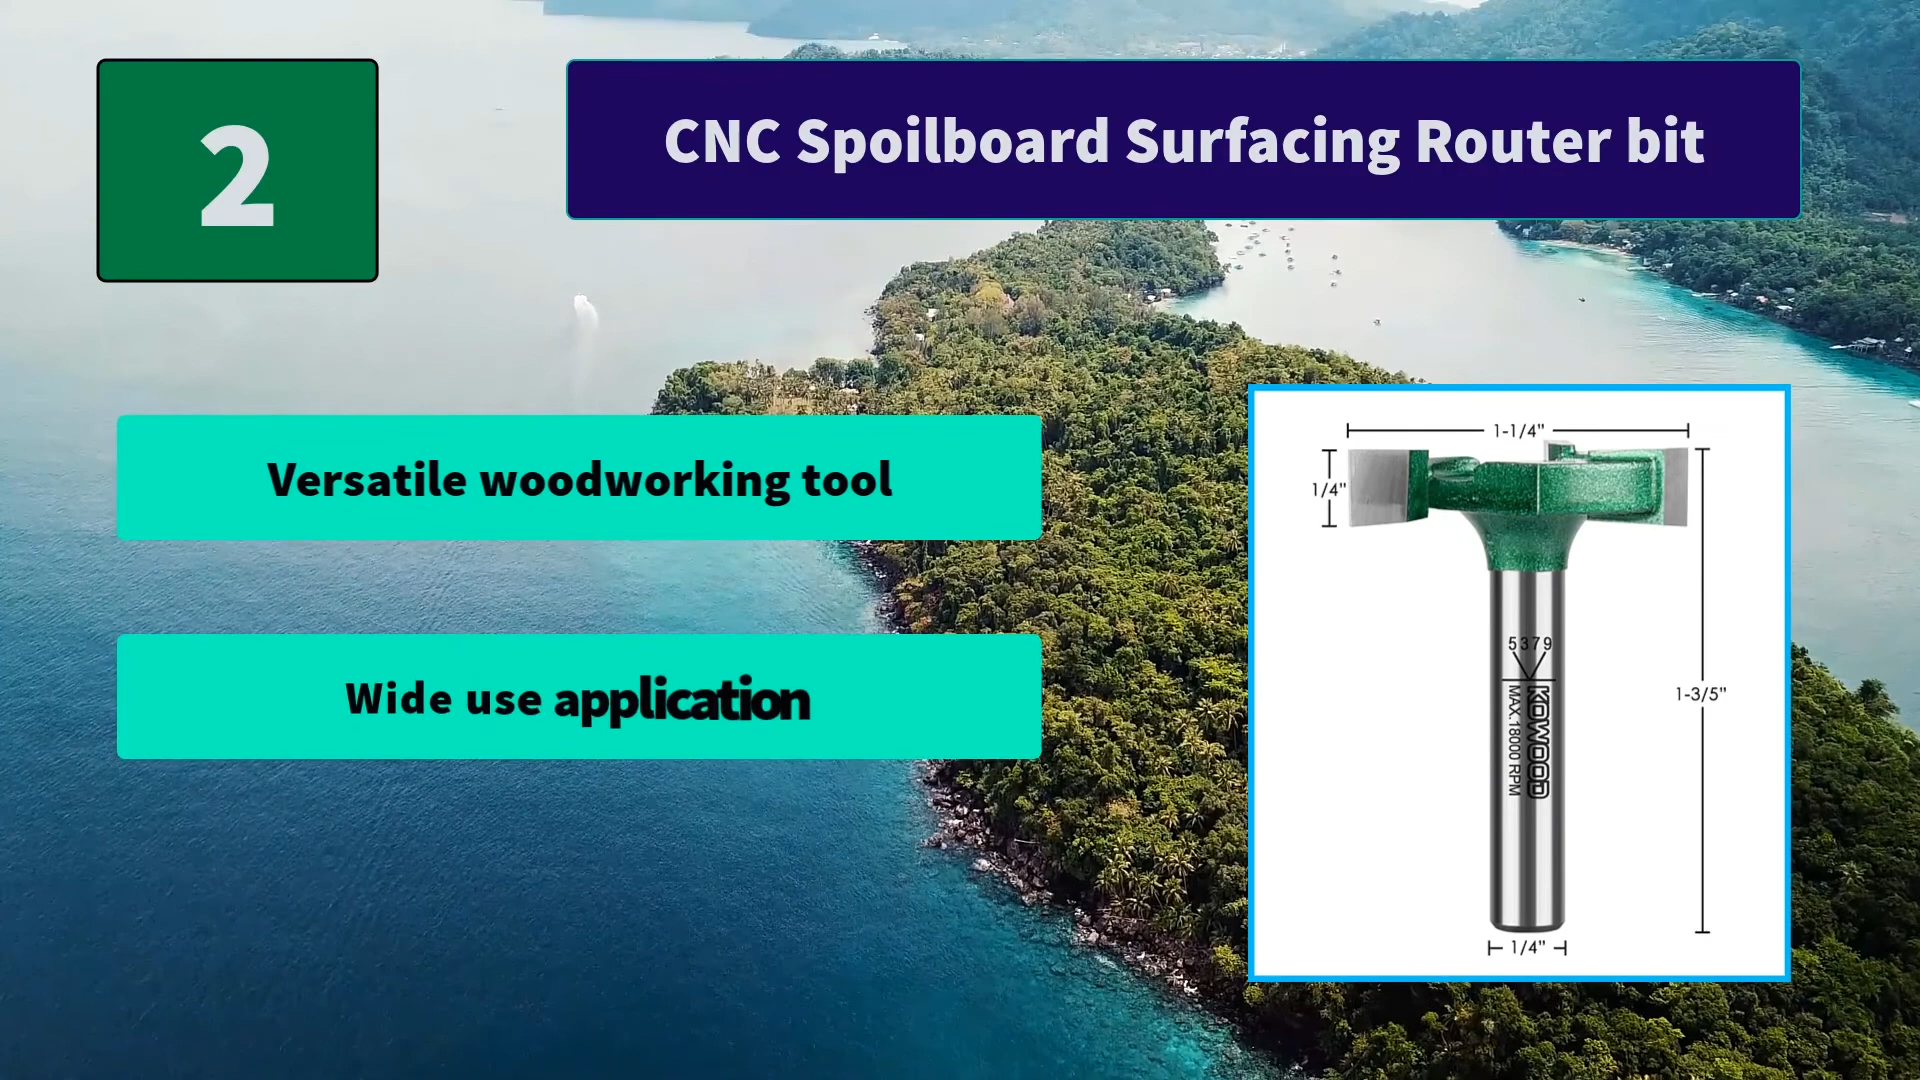 2
CNC Spoilboard Surfacing Router bit
Versatile woodworking tool
Wide use application
1-1/4"
1/4"
5379
KOWOOD
MAX.18000 RPM
1-3/5"
1/4"